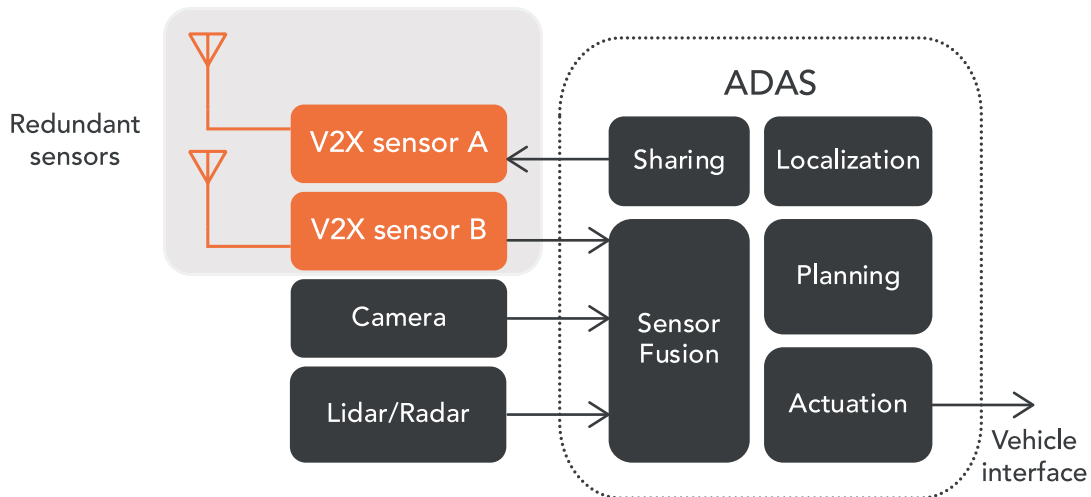 Redundant
sensors
V2X sensor A
V2X sensor B
Camera
Lidar/Radar
ADAS
Sharing
Localization
Sensor
Fusion
Planning
Actuation
Vehicle
interface